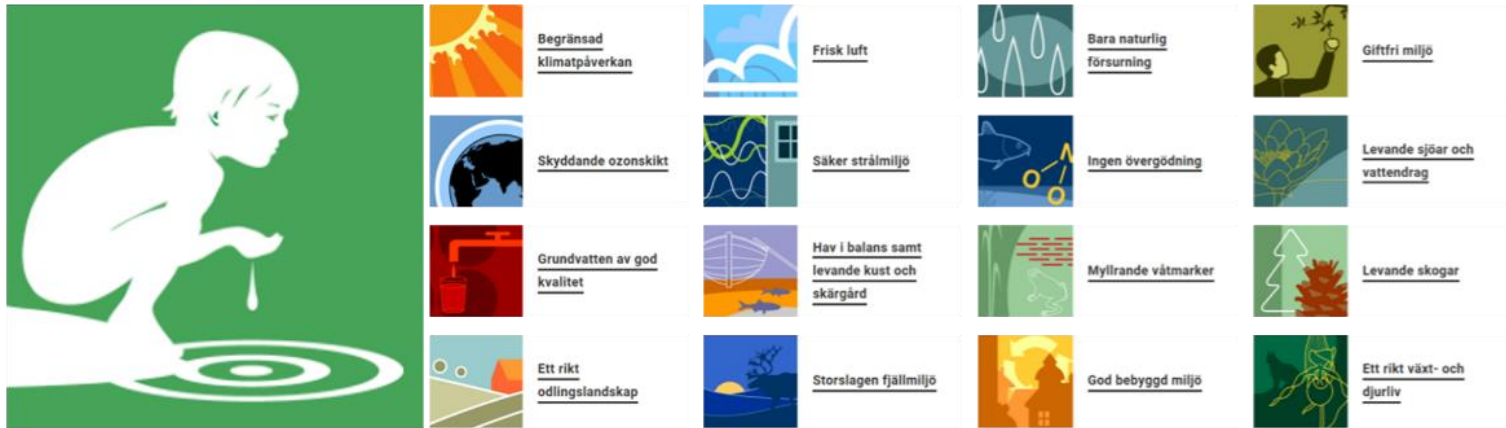 Begränsad
klimatpåverkan
Frisk luft
Bara naturlig
försurning
Giftfri miljö
Skyddande ozonskikt
Säker strålmiljö
Ingen övergödning
Levande sjöar och
vattendrag
Grundvatten av god
kvalitet
Hav i balans samt
levande kust och
skärgård
Myllrande våtmarker
Levande skogar
Ett rikt
odlingslandskap
Storslagen fjällmiljö
God bebyggd miljö
Ett rikt växt- och
djurliv